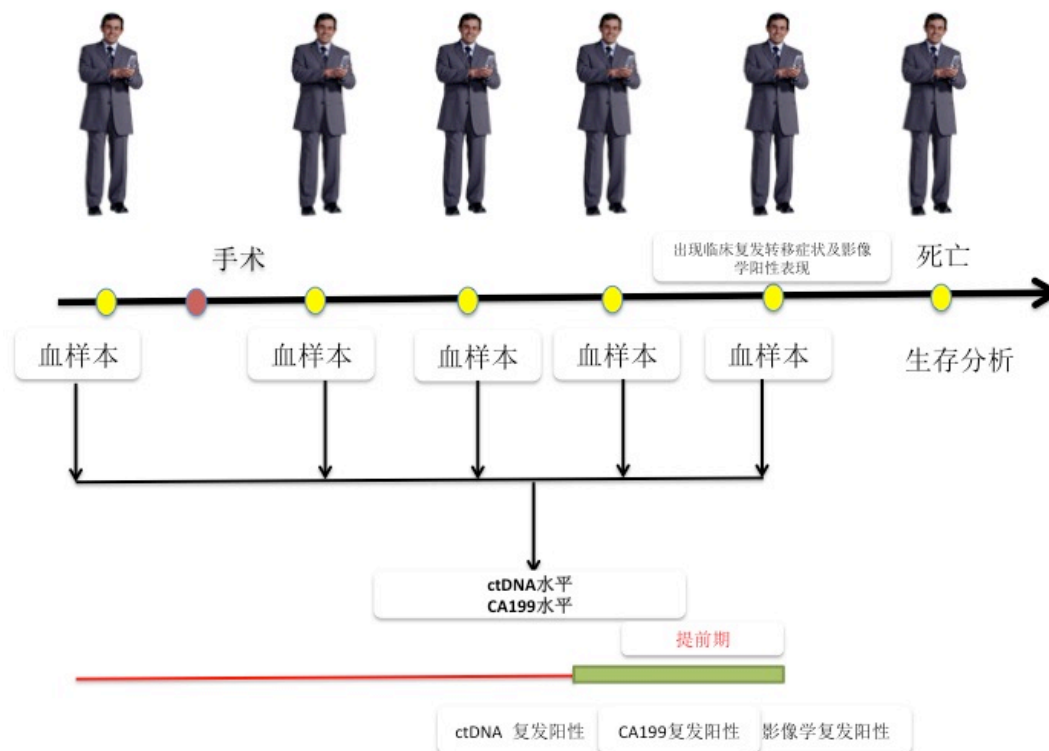 手术
出现临床复发转移症状及影像
学阳性表现
死亡
血样本
血样本
血样本
血样本
血样本
生存分析
ctDNA水平
CA199水平
提前期
ctDNA 复发阳性
CA199复发阳性
影像学复发阳性